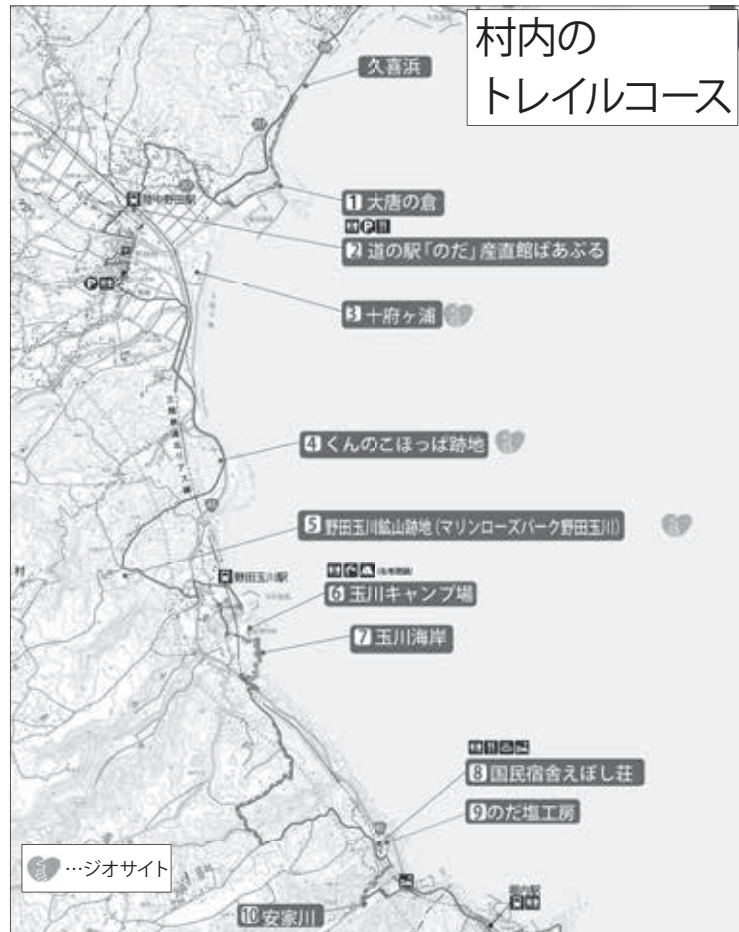 村内の
トレイルコース
久喜浜
1 大唐の倉
2 道の駅「のだ」産直館ぱあぷる
陸中野田駅
3 十府ヶ浦
4 くんのこほっぱ跡地
5 野田玉川鉱山跡地(マリンローズパーク野田玉川)
野田玉川駅
6 玉川キャンプ場
7 玉川海岸
8 国民宿舎えぼし荘
9 のだ塩工房
…ジオサイト
10 安家川
堀内駅
村